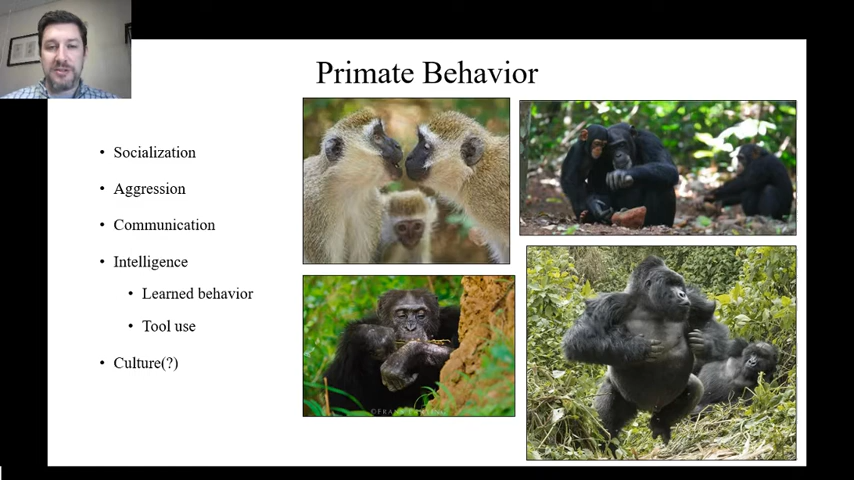 Primate Behavior
• Socialization
• Aggression
• Communication
• Intelligence
• Learned behavior
• Tool use
• Culture(?)